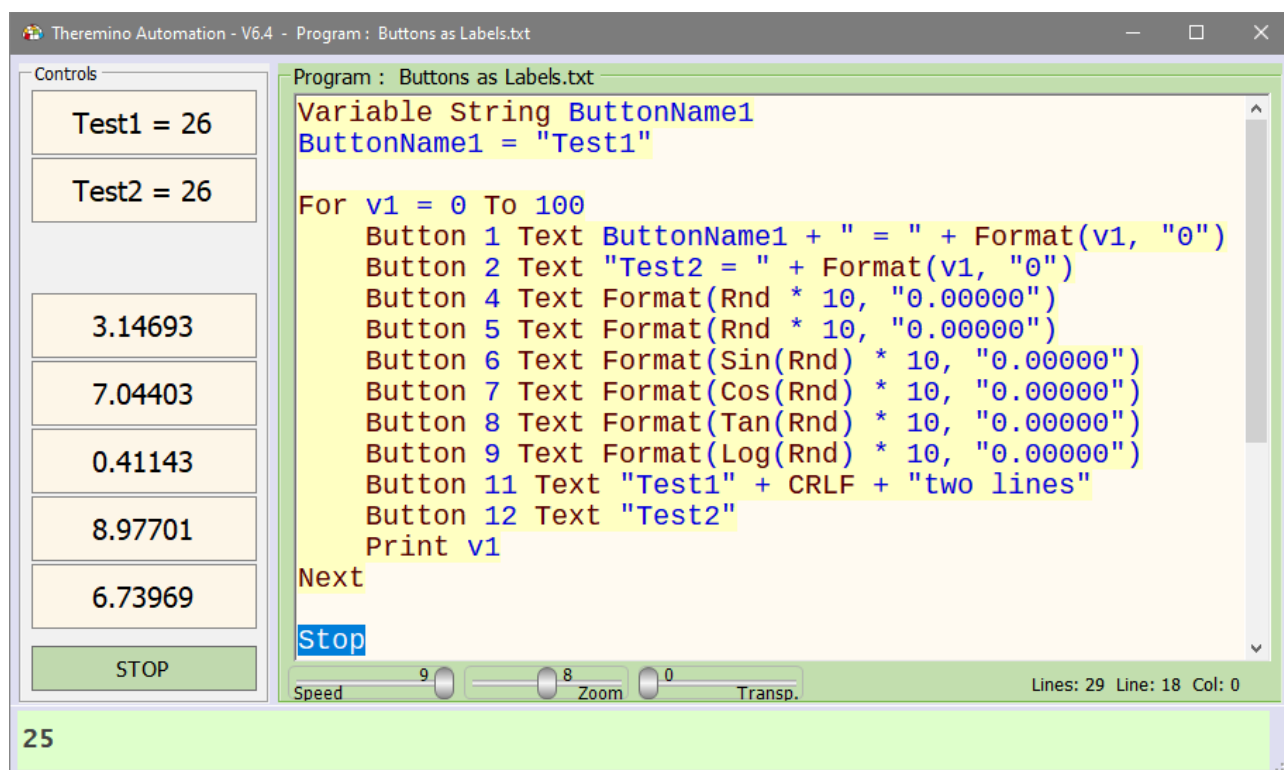 Theremino Automation - V6.4 - Program : Buttons as Labels.txt
Controls
Test1 = 26
Test2 = 26
3.14693
7.04403
0.41143
8.97701
6.73969
STOP
Program : Buttons as Labels.txt
Variable String ButtonName1
ButtonName1 = "Test1"
For v1 = 0 To 100
Button 1 Text ButtonName1 + " = " + Format(v1, "0")
Button 2 Text "Test2 = " + Format(v1, "0")
Button 4 Text Format(Rnd * 10, "0.00000")
Button 5 Text Format(Rnd * 10, "0.00000")
Button 6 Text Format(Sin(Rnd) * 10, "0.00000")
Button 7 Text Format(Cos(Rnd) * 10, "0.00000")
Button 8 Text Format(Tan(Rnd) * 10, "0.00000")
Button 9 Text Format(Log(Rnd) * 10, "0.00000")
Button 11 Text "Test1" + CRLF + "two lines"
Button 12 Text "Test2"
Print v1
Next
Stop
Speed 9 8 Zoom 0 Transp. Lines: 29 Line: 18 Col: 0
25